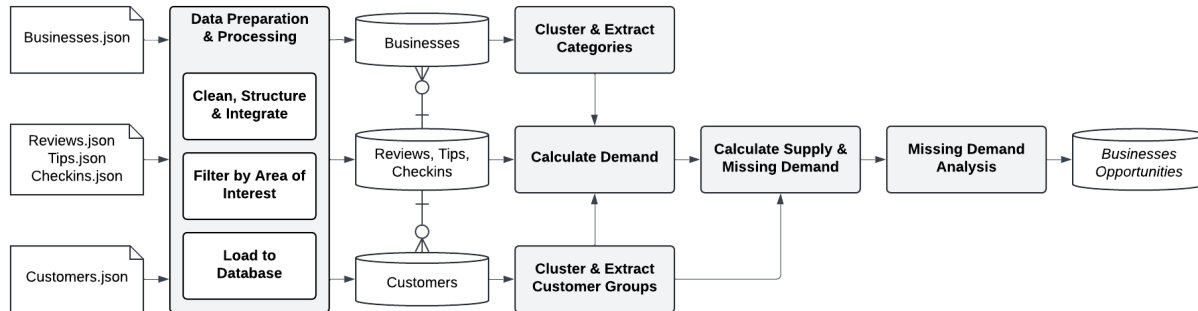 Businesses.json
Reviews.json
Tips.json
Checkins.json
Customers.json
Data Preparation
& Processing
Clean, Structure
& Integrate
Filter by Area of
Interest
Load to
Database
Businesses
Reviews, Tips,
Checkins
Customers
Cluster & Extract
Categories
Calculate Demand
Cluster & Extract
Customer Groups
Calculate Supply &
Missing Demand
Missing Demand
Analysis
Businesses
Opportunities